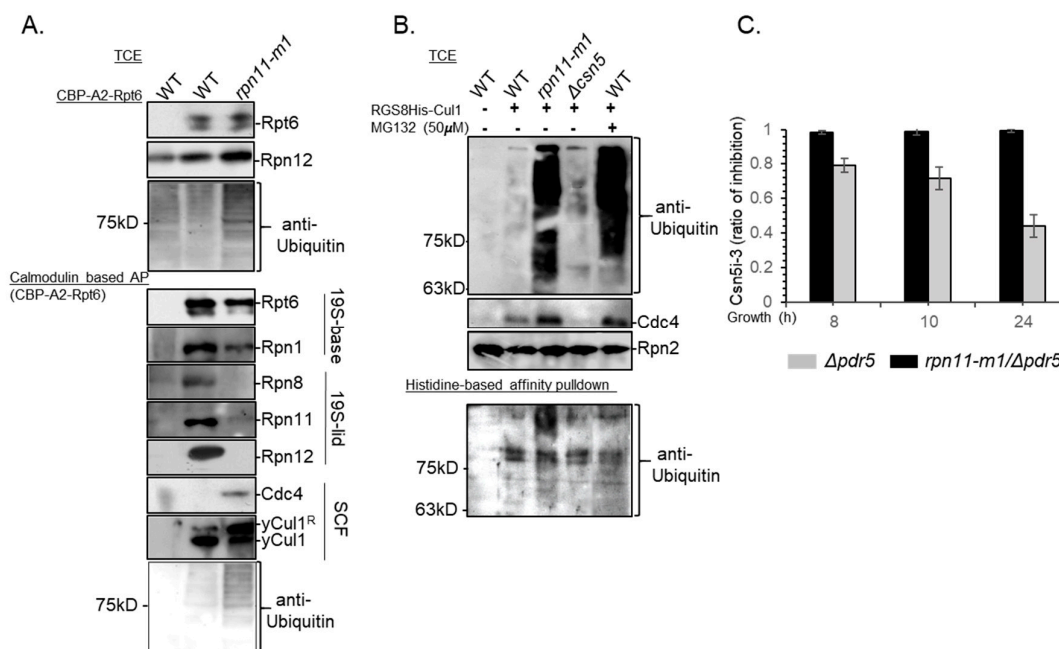 A.
TCE
WT
WT
rpn11-m1
CBP-A2-Rpt6
Rpt6
Rpn12
75kD
anti-
Ubiquitin
Calmodulin based AP
(CBP-A2-Rpt6)
Rpt6
Rpn1
19S-base
Rpn8
Rpn11
Rpn12
19S-lid
Cdc4
yCul1R
yCul1
SCF
75kD
anti-
Ubiquitin
B.
TCE
WT
WT
rpn11-m1
Δcsn5
WT
RGS8His-Cul1 - + + + +
MG132 (50µM) - - - - +
75kD
63kD
anti-
Ubiquitin
Cdc4
Rpn2
Histidine-based affinity pulldown
75kD
63kD
anti-
Ubiquitin
C.
Csn5i-3 (ratio of inhibition)
1
0.8
0.6
0.4
0.2
0
Growth (h) 8 10 24
Δpdr5 rpn11-m1/Δpdr5